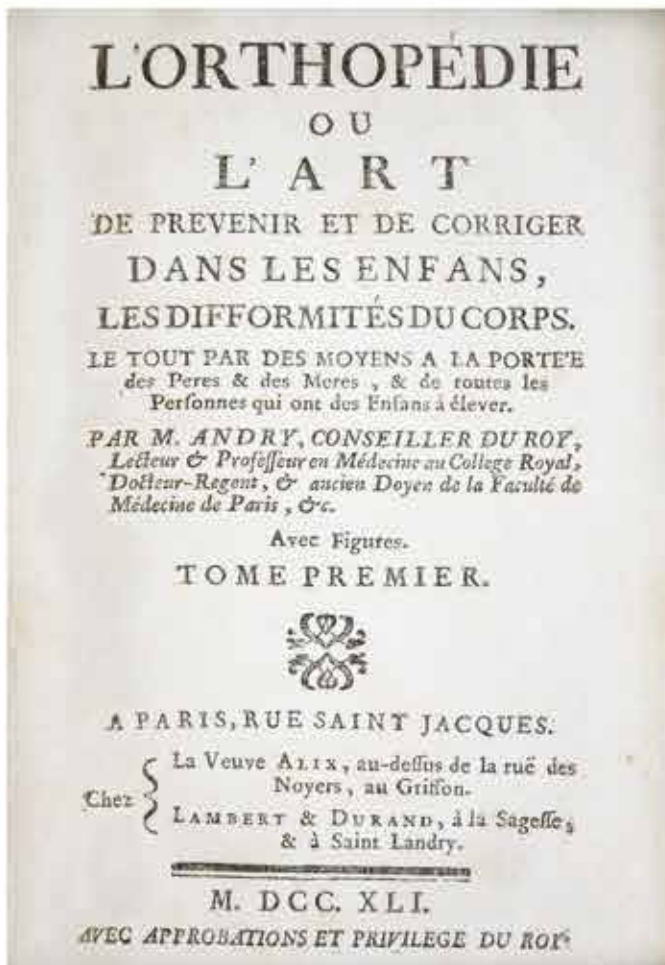 L'ORTHOPÉDIE
OU
L'ART
DE PREVENIR ET DE CORRIGER
DANS LES ENFANS,
LES DIFFORMITÉS DU CORPS.
LE TOUT PAR DES MOYENS A LA PORTE'E
des Peres & des Meres, & de toutes les
Perſonnes qui ont des Enfans à élever.
PAR M. ANDRY, CONSEILLER DU ROY,
Lecteur & Profeſſeur en Médecine au College Royal,
Docteur-Regent, & ancien Doyen de la Faculté de
Médecine de Paris, &c.
Avec Figures.
TOME PREMIER.
A PARIS, RUE SAINT JACQUES.
Chez
La Veuve ALIX, au-deſſus de la ruë des
Noyers, au Griffon.
LAMBERT & DURAND, à la Sageſſe,
& à Saint Landry.
M. DCC. XLI.
AVEC APPROBATIONS ET PRIVILEGE DU ROY.